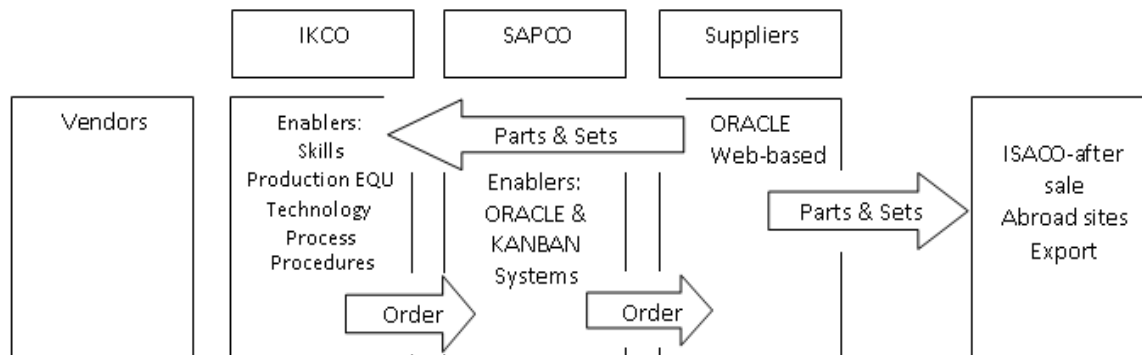 IKCO
SAPCO
Suppliers
Vendors
Enablers:
Skills
Production EQU
Technology
Process
Procedures
Parts & Sets
Enablers:
ORACLE &
KANBAN
Systems
ORACLE
Web-based
Parts & Sets
ISACO-after
sale
Abroad sites
Export
Order
Order